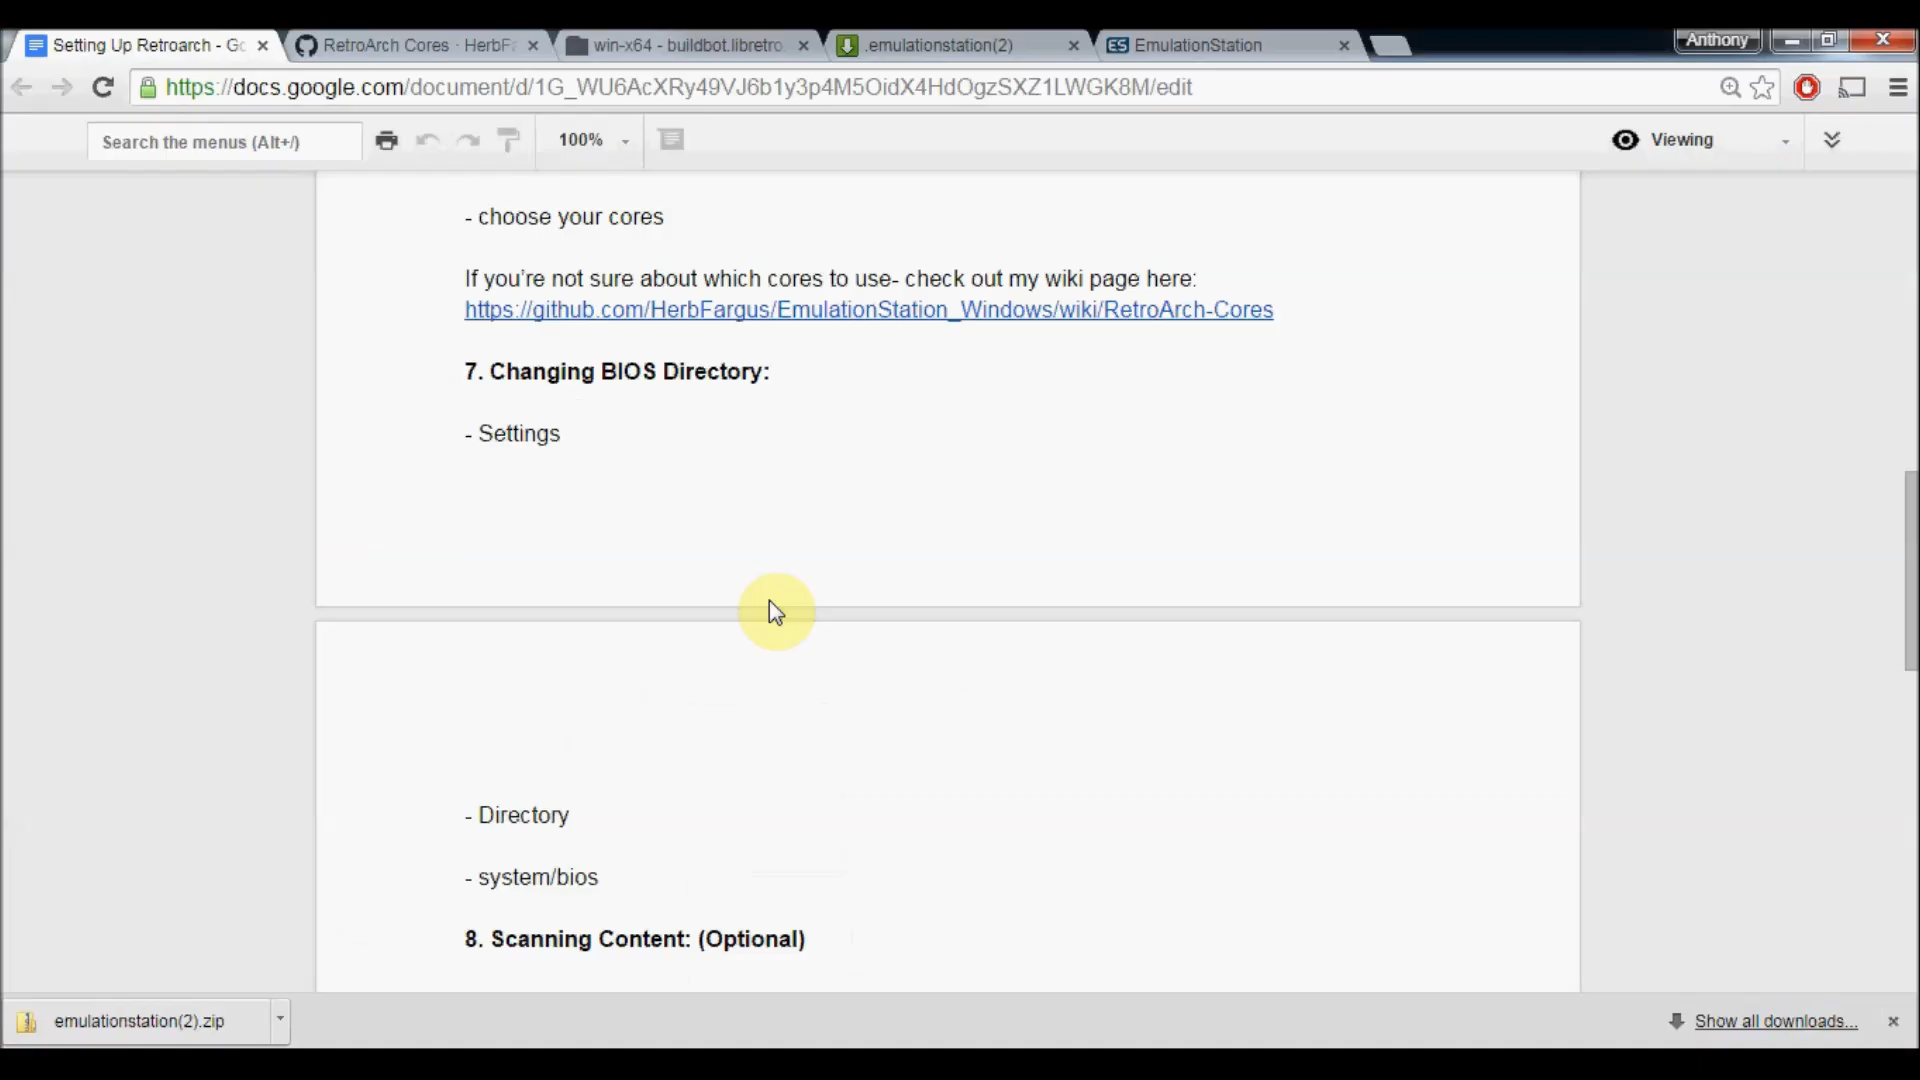 Setting Up Retroarch - Go
RetroArch Cores · HerbFa
win-x64 - buildbot.libretro.
.emulationstation(2)
ES EmulationStation
Anthony
https://docs.google.com/document/d/1G_WU6AcXRy49VJ6b1y3p4M5OidX4HdOgzSXZ1LWGK8M/edit
Search the menus (Alt+/)
100%
Viewing
- choose your cores
If you’re not sure about which cores to use- check out my wiki page here:
https://github.com/HerbFargus/EmulationStation_Windows/wiki/RetroArch-Cores
7. Changing BIOS Directory:
- Settings
- Directory
- system/bios
8. Scanning Content: (Optional)
emulationstation(2).zip
Show all downloads...